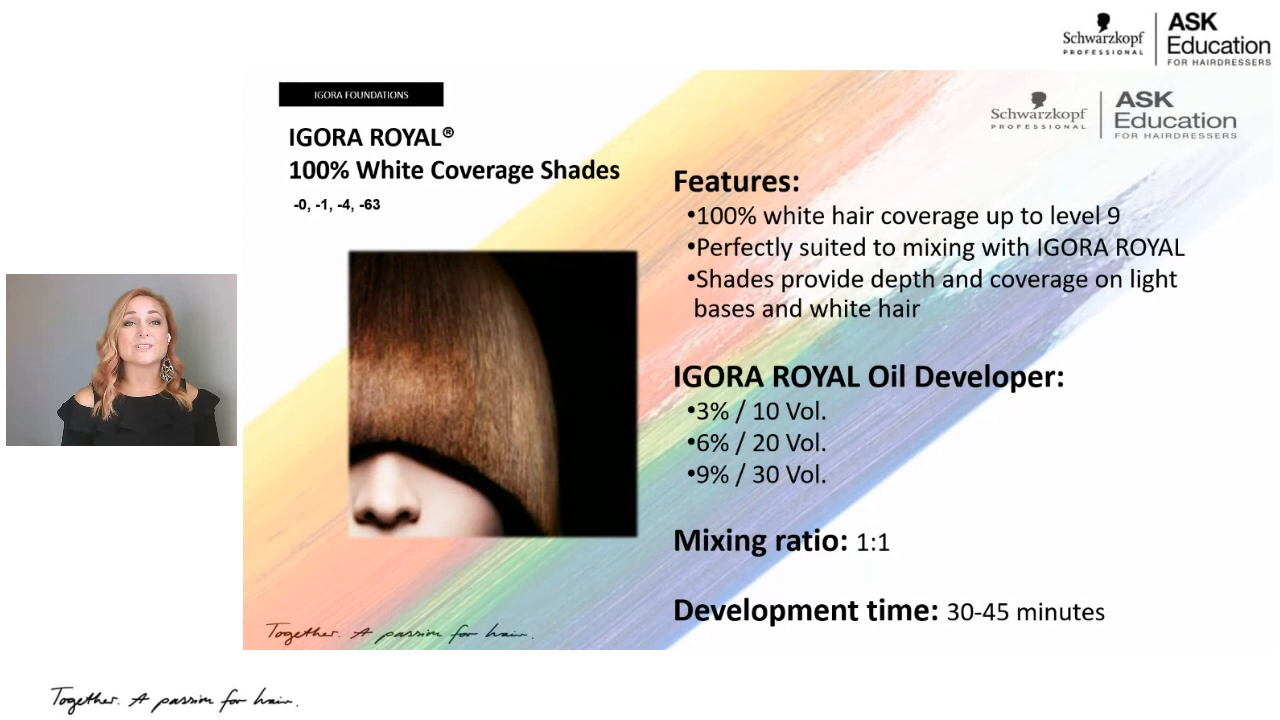 Schwarzkopf
PROFESSIONAL
ASK
Education
FOR HAIRDRESSERS
IGORA FOUNDATIONS
Schwarzkopf
PROFESSIONAL
ASK
Education
FOR HAIRDRESSERS
IGORA ROYAL®
100% White Coverage Shades
-0, -1, -4, -63
Features:
•100% white hair coverage up to level 9
•Perfectly suited to mixing with IGORA ROYAL
•Shades provide depth and coverage on light
bases and white hair
IGORA ROYAL Oil Developer:
•3% / 10 Vol.
•6% / 20 Vol.
•9% / 30 Vol.
Mixing ratio: 1:1
Development time: 30-45 minutes
Together. A passion for hair.
Together. A passion for hair.